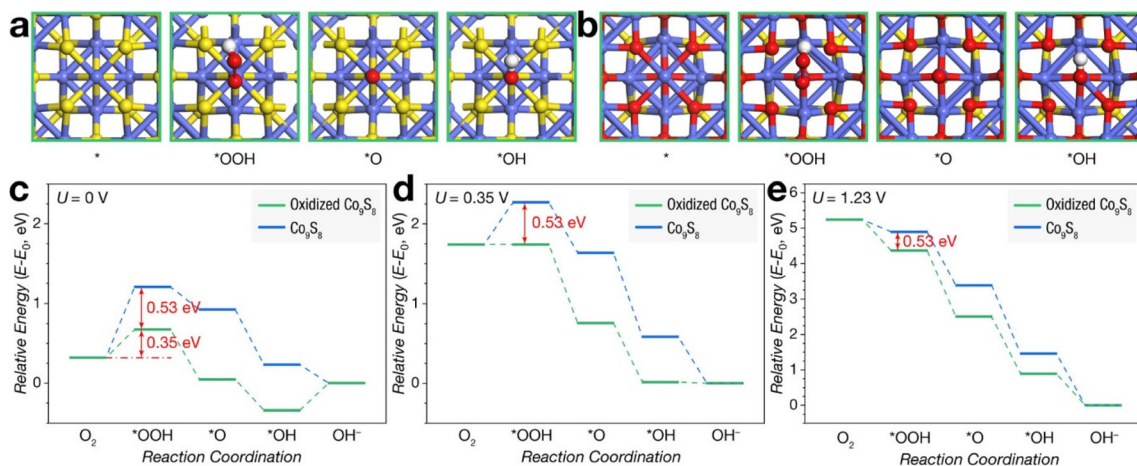 a
b
*
*OOH
*O
*OH
*
*OOH
*O
*OH
c
U = 0 V
Oxidized Co₉S₈
Co₉S₈
Relative Energy (E-E₀, eV)
2
1
0
0.53 eV
0.35 eV
O₂
*OOH
*O
*OH
OH⁻
Reaction Coordination
d
U = 0.35 V
Oxidized Co₉S₈
Co₉S₈
Relative Energy (E-E₀, eV)
2
1
0
0.53 eV
O₂
*OOH
*O
*OH
OH⁻
Reaction Coordination
e
U = 1.23 V
Oxidized Co₉S₈
Co₉S₈
Relative Energy (E-E₀, eV)
6
5
4
3
2
1
0
0.53 eV
O₂
*OOH
*O
*OH
OH⁻
Reaction Coordination